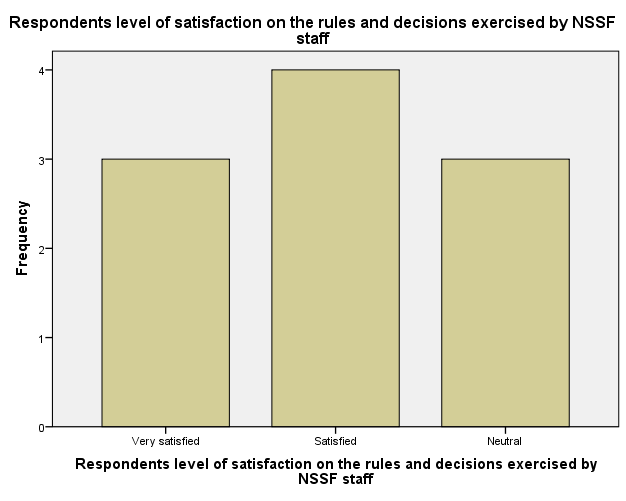 Respondents level of satisfaction on the rules and decisions exercised by NSSF
staff
4
3
2
1
0
Frequency
Very satisfied
Satisfied
Neutral
Respondents level of satisfaction on the rules and decisions exercised by
NSSF staff